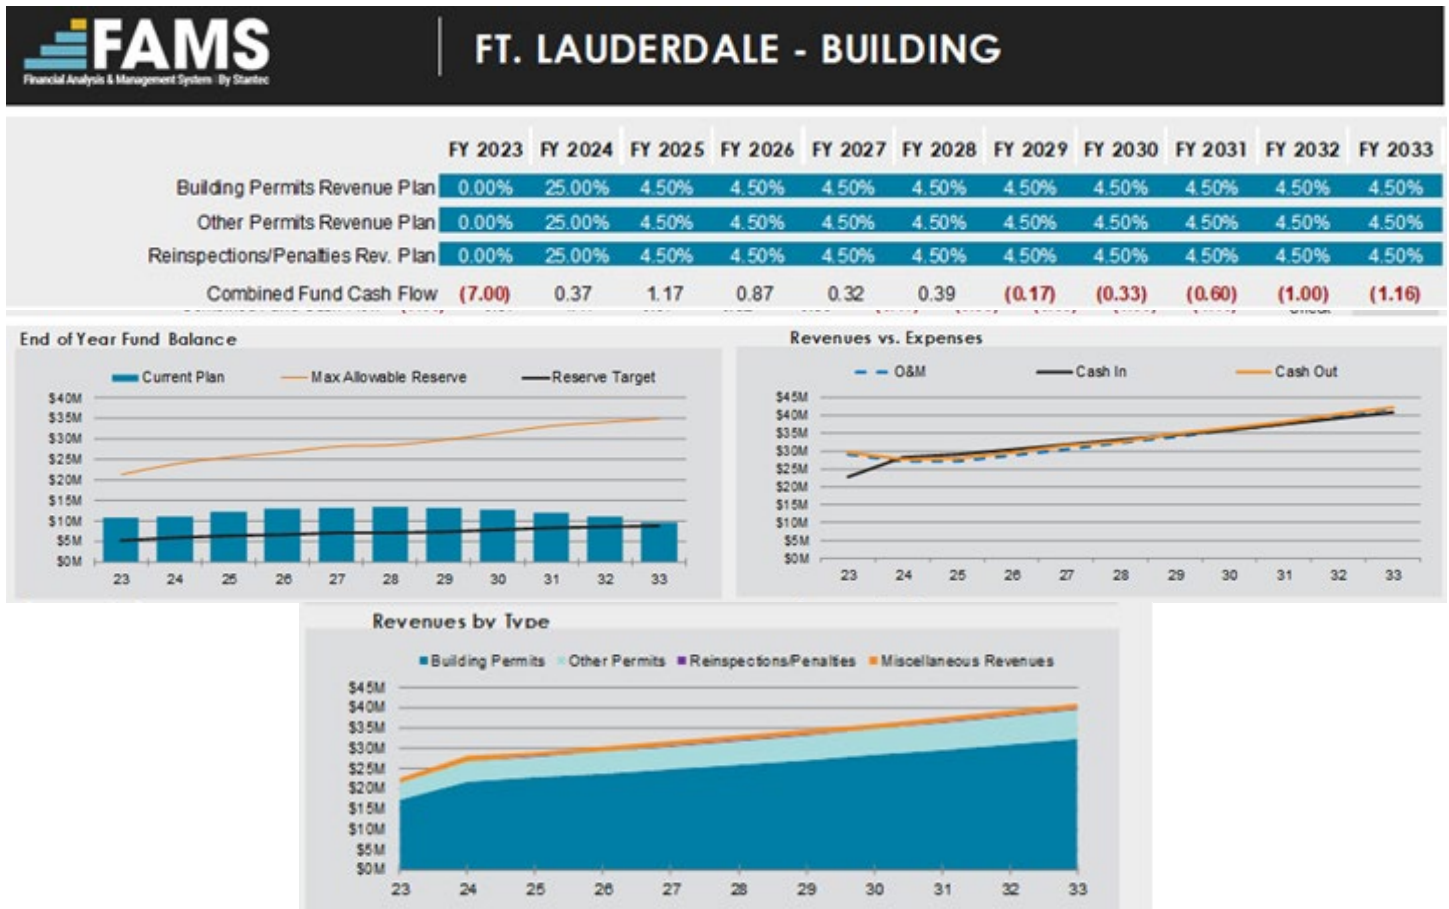 FAMS
Financial Analysis & Management System · By Stantec
FT. LAUDERDALE - BUILDING
FY 2023 FY 2024 FY 2025 FY 2026 FY 2027 FY 2028 FY 2029 FY 2030 FY 2031 FY 2032 FY 2033
Building Permits Revenue Plan 0.00% 25.00% 4.50% 4.50% 4.50% 4.50% 4.50% 4.50% 4.50% 4.50% 4.50%
Other Permits Revenue Plan 0.00% 25.00% 4.50% 4.50% 4.50% 4.50% 4.50% 4.50% 4.50% 4.50% 4.50%
Reinspections/Penalties Rev. Plan 0.00% 25.00% 4.50% 4.50% 4.50% 4.50% 4.50% 4.50% 4.50% 4.50% 4.50%
Combined Fund Cash Flow (7.00) 0.37 1.17 0.87 0.32 0.39 (0.17) (0.33) (0.60) (1.00) (1.16)
End of Year Fund Balance
Current Plan Max Allowable Reserve Reserve Target
$40M
$35M
$30M
$25M
$20M
$15M
$10M
$5M
$0M
23 24 25 26 27 28 29 30 31 32 33
Revenues vs. Expenses
O&M Cash In Cash Out
$45M
$40M
$35M
$30M
$25M
$20M
$15M
$10M
$5M
$0M
23 24 25 26 27 28 29 30 31 32 33
Revenues by Type
Building Permits Other Permits Reinspections/Penalties Miscellaneous Revenues
$45M
$40M
$35M
$30M
$25M
$20M
$15M
$10M
$5M
$0M
23 24 25 26 27 28 29 30 31 32 33